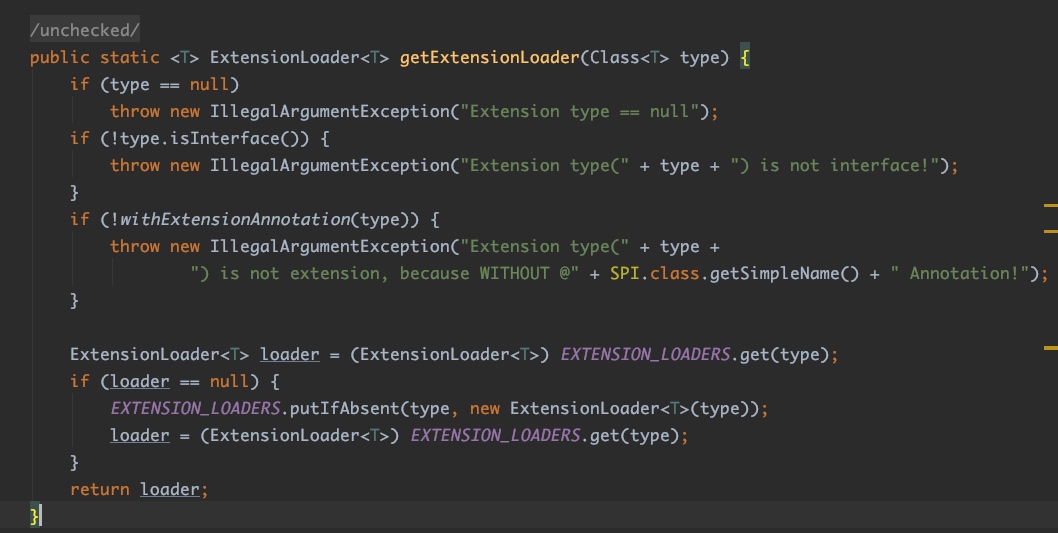 /unchecked/
public static <T> ExtensionLoader<T> getExtensionLoader(Class<T> type) {
    if (type == null)
        throw new IllegalArgumentException("Extension type == null");
    if (!type.isInterface()) {
        throw new IllegalArgumentException("Extension type(" + type + ") is not interface!");
    }
    if (!withExtensionAnnotation(type)) {
        throw new IllegalArgumentException("Extension type(" + type +
                ") is not extension, because WITHOUT @" + SPI.class.getSimpleName() + " Annotation!");
    }

    ExtensionLoader<T> loader = (ExtensionLoader<T>) EXTENSION_LOADERS.get(type);
    if (loader == null) {
        EXTENSION_LOADERS.putIfAbsent(type, new ExtensionLoader<T>(type));
        loader = (ExtensionLoader<T>) EXTENSION_LOADERS.get(type);
    }
    return loader;
}